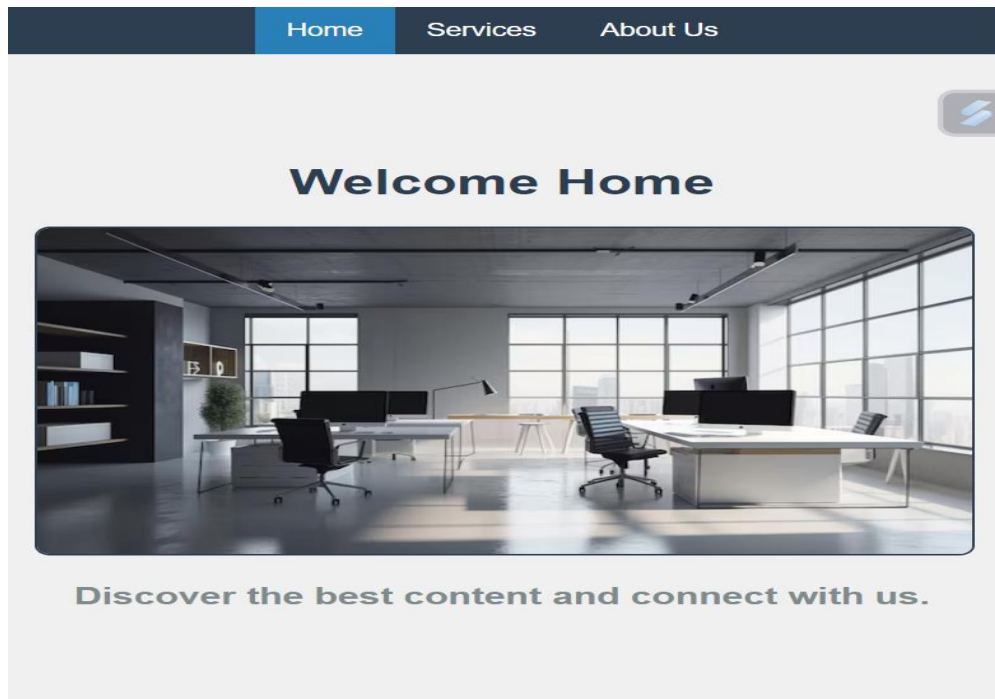 Home Services About Us
Welcome Home
Discover the best content and connect with us.